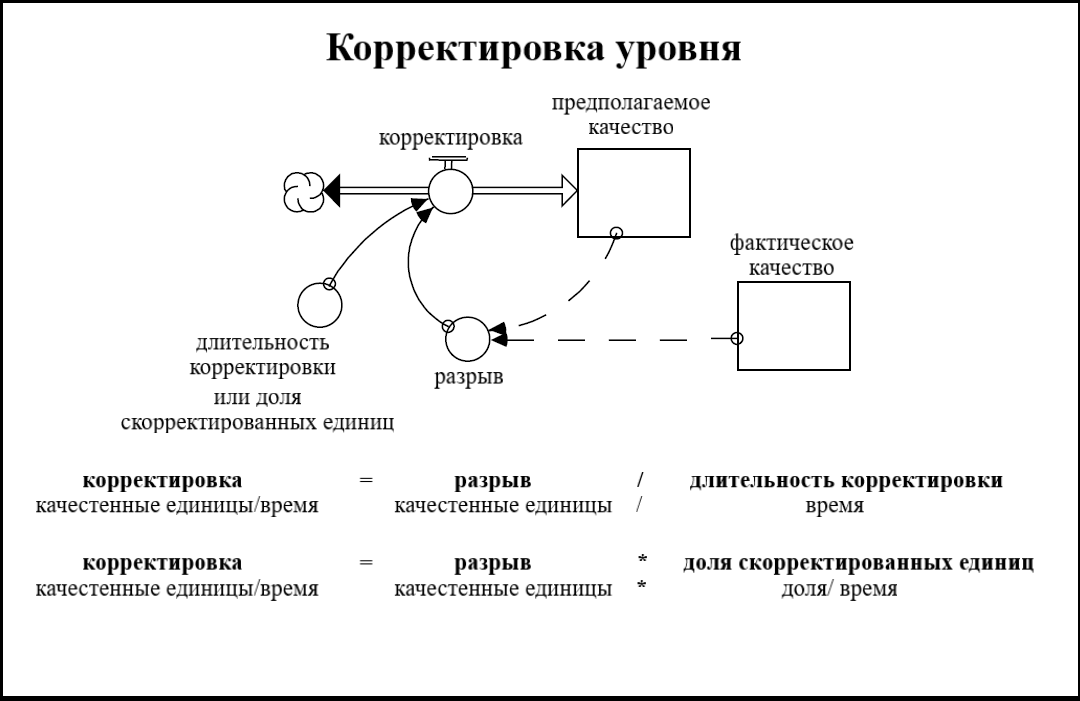 Корректировка уровня
предполагаемое
качество
корректировка
фактическое
качество
длительность
корректировки
или доля
скорректированных единиц
разрыв
корректировка = разрыв / длительность корректировки
качестенные единицы/время качестенные единицы / время
корректировка = разрыв * доля скорректированных единиц
качестенные единицы/время качестенные единицы * доля/ время